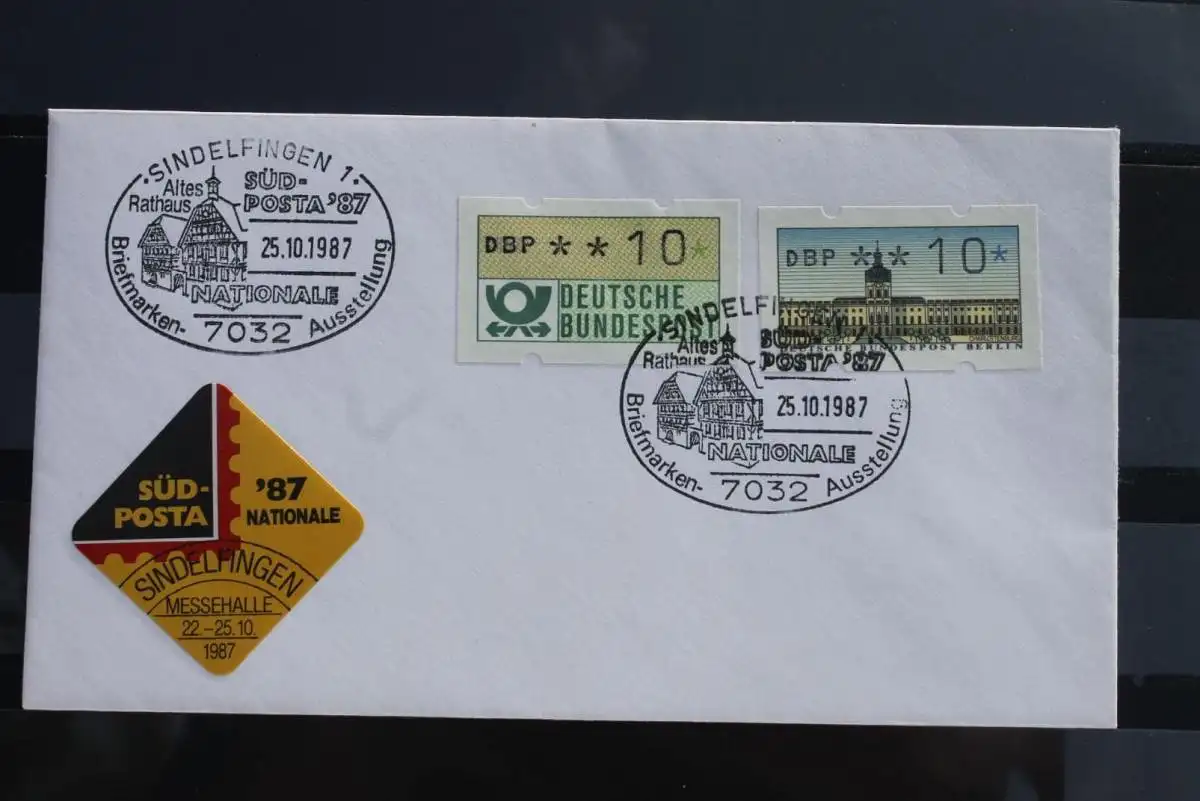 SINDELFINGEN 1
Altes
Rathaus
SÜD-
POSTA '87
25.10.1987
NATIONALE
Briefmarken- Ausstellung
7032
DBP * * 10 *
DEUTSCHE
BUNDESPOST
DBP * * 10 *
CHARLOTTENBURG
DEUTSCHE BUNDESPOST BERLIN
SINDELFINGEN
Altes
Rathaus
SÜD-
POSTA '87
25.10.1987
NATIONALE
Briefmarken- Ausstellung
7032
SÜD-
POSTA
'87
NATIONALE
SINDELFINGEN
MESSEHALLE
22.-25.10.
1987